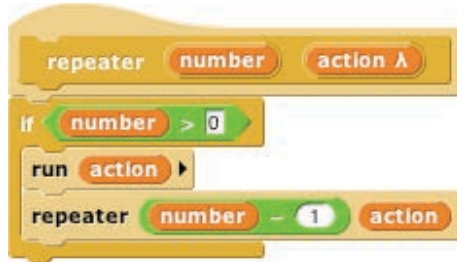 repeater number action λ
if number > 0
run action
repeater number - 1 action